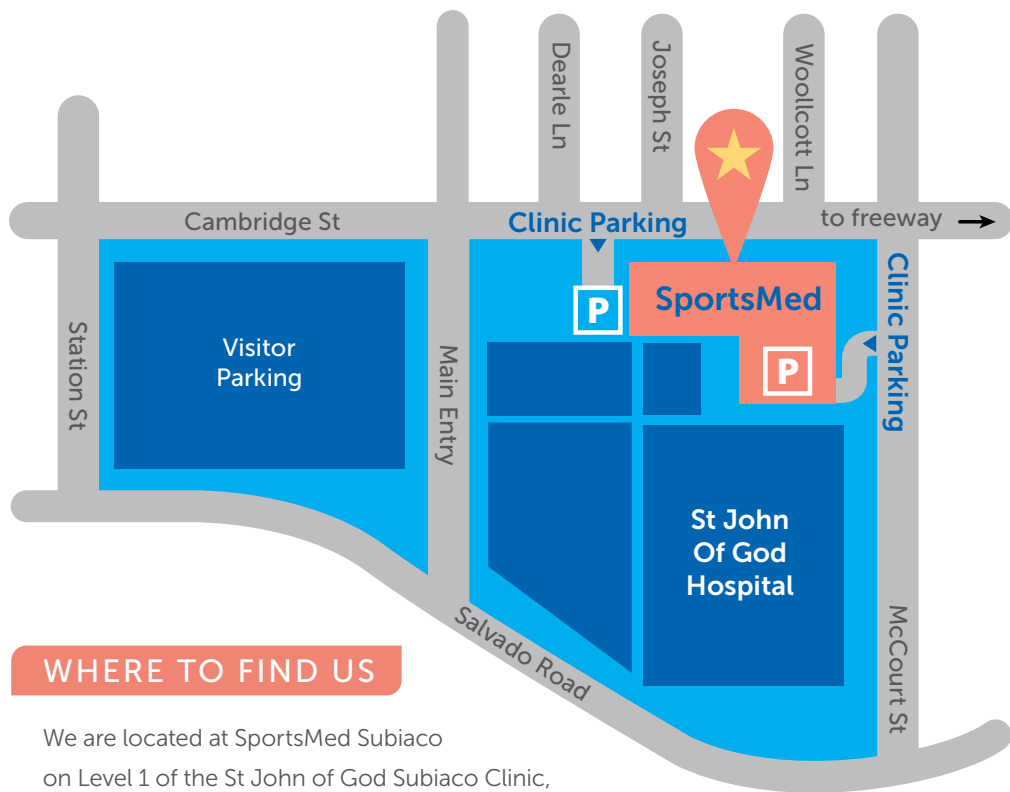 Dearle Ln
Joseph St
Woollcott Ln
Cambridge St
Clinic Parking
to freeway
P
SportsMed
Clinic Parking
Station St
Visitor
Parking
Main Entry
P
St John
Of God
Hospital
Salvado Road
McCourt St
WHERE TO FIND US
We are located at SportsMed Subiaco
on Level 1 of the St John of God Subiaco Clinic,